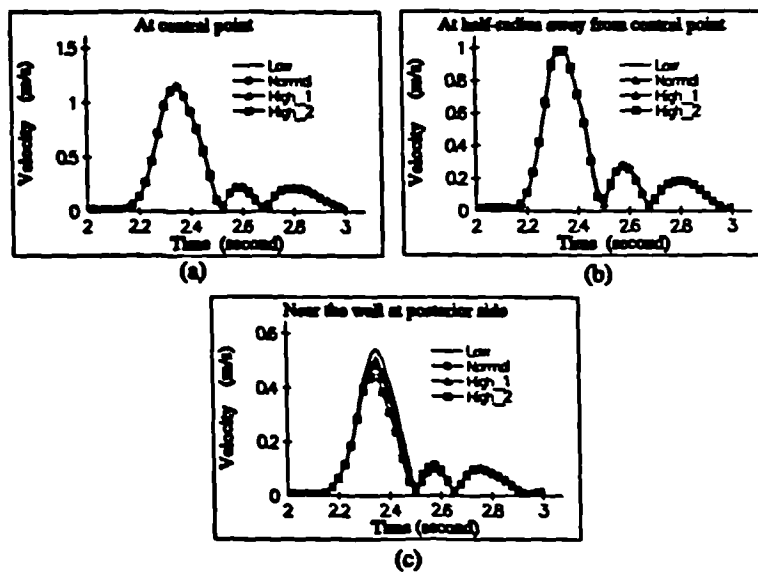 At central point
Velocity (m/s)
1.5
1
0.5
0
Low
Normal
High_1
High_2
2 2.2 2.4 2.6 2.8 3
Time (second)
(a)
At half-radius away from central point
Velocity (m/s)
1
0.8
0.6
0.4
0.2
0
Low
Normal
High_1
High_2
2 2.2 2.4 2.6 2.8 3
Time (second)
(b)
Near the wall at posterior side
Velocity (m/s)
0.6
0.4
0.2
0
Low
Normal
High_1
High_2
2 2.2 2.4 2.6 2.8 3
Time (second)
(c)